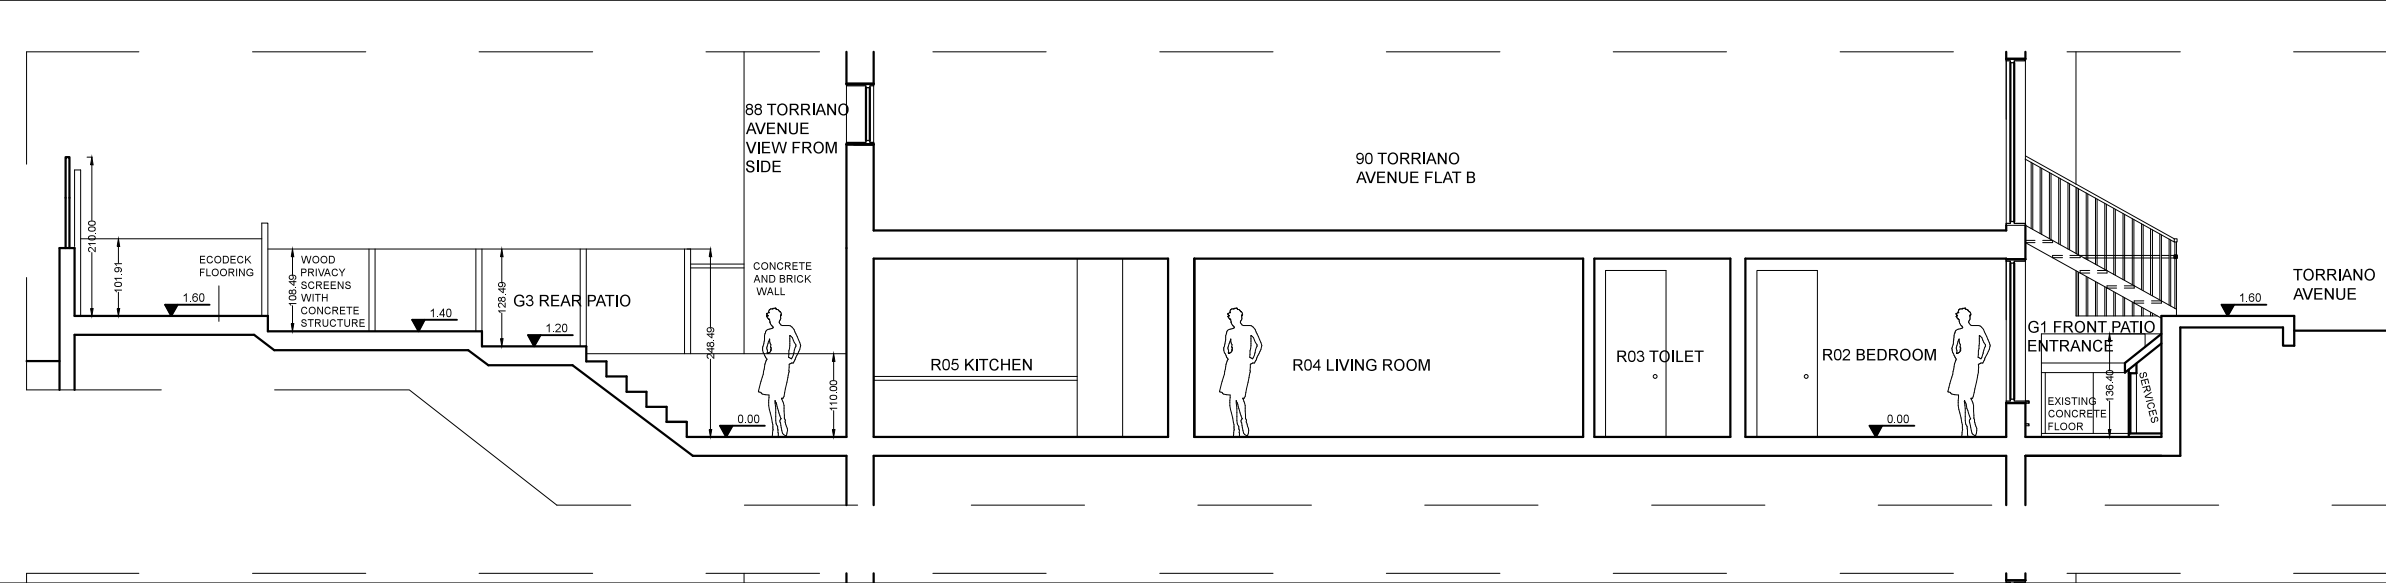 88 TORRIANO
AVENUE
VIEW FROM
SIDE
90 TORRIANO
AVENUE FLAT B
210.00
101.91
ECODECK
FLOORING
1.60
108.49
WOOD
PRIVACY
SCREENS
WITH
CONCRETE
STRUCTURE
1.40
128.49
G3 REAR PATIO
1.20
248.49
CONCRETE
AND BRICK
WALL
0.00
110.00
R05 KITCHEN
R04 LIVING ROOM
R03 TOILET
R02 BEDROOM
0.00
G1 FRONT PATIO
ENTRANCE
136.40
SERVICES
EXISTING
CONCRETE
FLOOR
1.60
TORRIANO
AVENUE